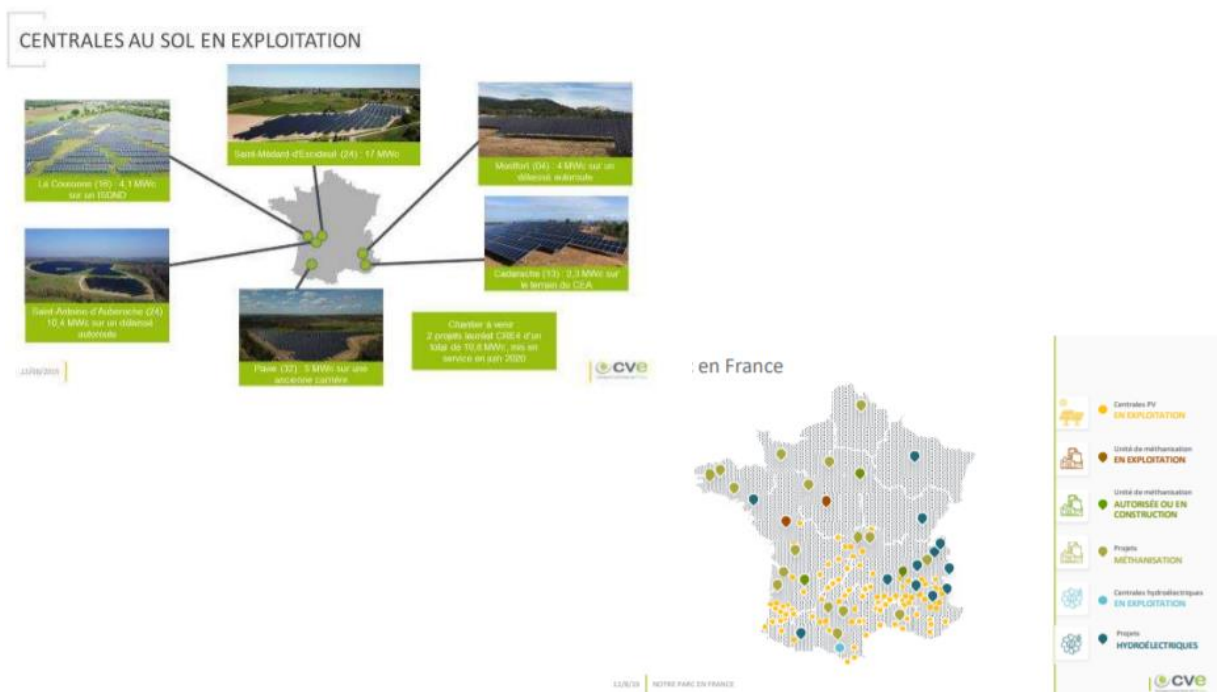 CENTRALES AU SOL EN EXPLOITATION
La Couronne (16) : 4,1 MWc
sur un ISDND
Saint-Médard-d'Excideuil (24) : 17 MWc
Montfort (04) : 4 MWc sur un
délaissé autoroute
Saint-Antoine d'Auberoche (24)
10,4 MWc sur un délaissé
autoroute
Cadarache (13) : 2,3 MWc sur
le terrain du CEA
(32) : 5 MWc sur une
ancienne carrière
Chantier à venir
2 projets lauréat CRE4 d'un
total de MWc, mis en
service en juin 2020
cve
: en France
Centrales PV
EN EXPLOITATION
Unité de méthanisation
EN EXPLOITATION
Unité de méthanisation
AUTORISÉE OU EN
CONSTRUCTION
Projets
MÉTHANISATION
Centrales hydroélectriques
EN EXPLOITATION
Projets
HYDROÉLECTRIQUES
NOTRE PARC EN FRANCE
cve